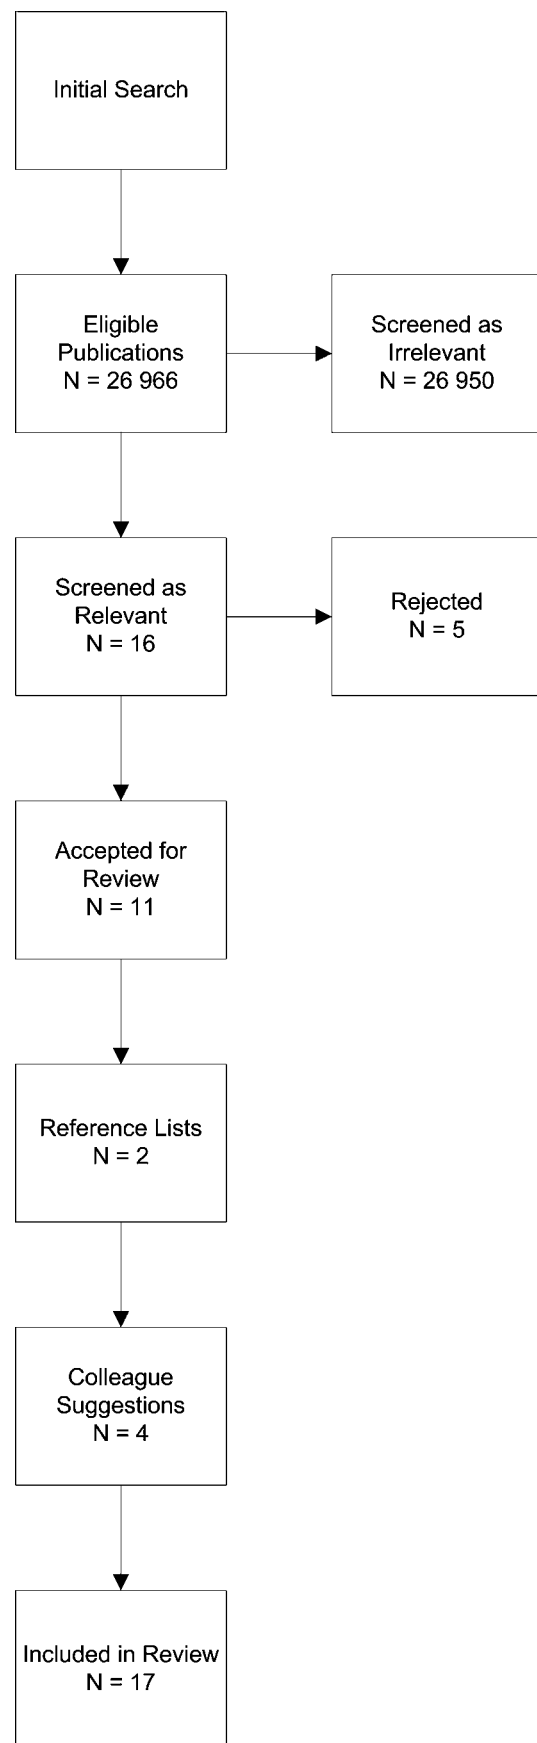 Initial Search
Eligible
Publications
N = 26 966
Screened as
Irrelevant
N = 26 950
Screened as
Relevant
N = 16
Rejected
N = 5
Accepted for
Review
N = 11
Reference Lists
N = 2
Colleague
Suggestions
N = 4
Included in Review
N = 17